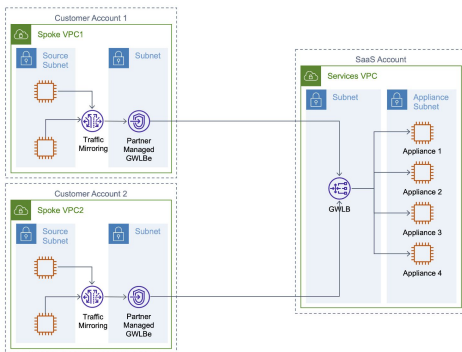 Customer Account 1
Spoke VPC1
Source
Subnet
Subnet
Traffic
Mirroring
Partner
Managed
GWLBe
Customer Account 2
Spoke VPC2
Source
Subnet
Subnet
Traffic
Mirroring
Partner
Managed
GWLBe
SaaS Account
Services VPC
Subnet
Appliance
Subnet
GWLB
Appliance 1
Appliance 2
Appliance 3
Appliance 4